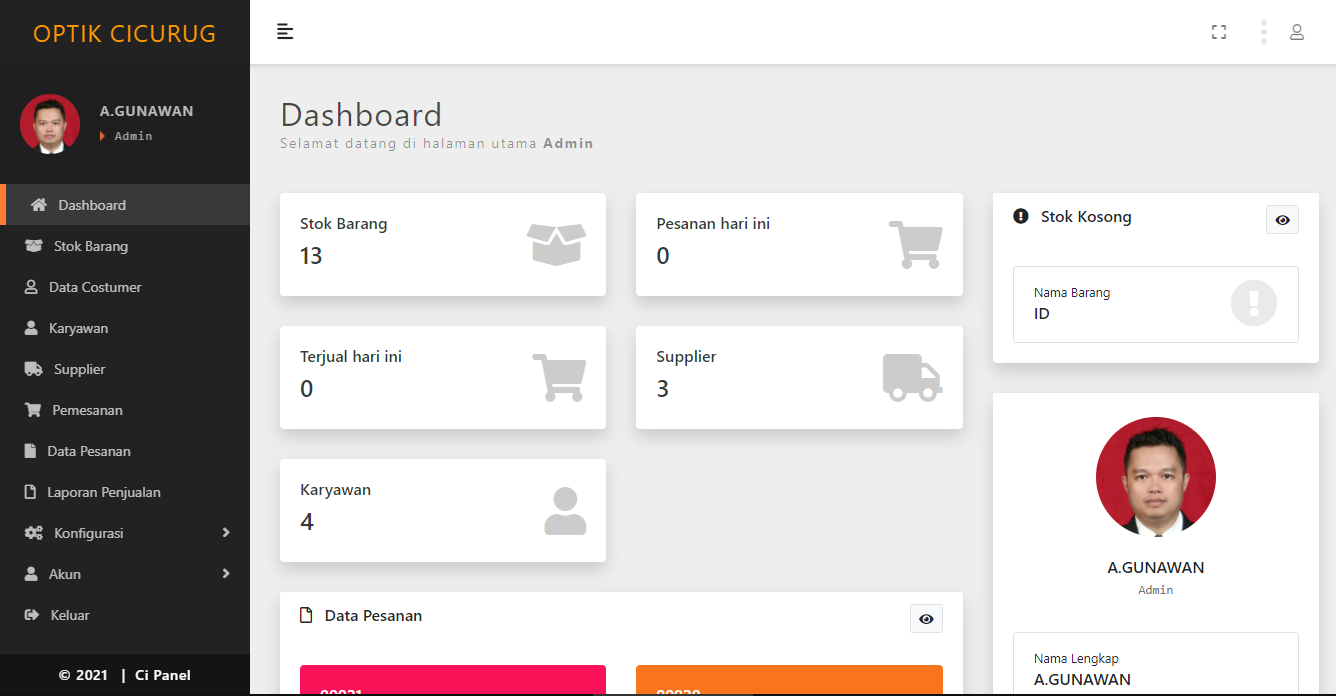 OPTIK CICURUG
A.GUNAWAN
Admin
Dashboard
Stok Barang
Data Costumer
Karyawan
Supplier
Pemesanan
Data Pesanan
Laporan Penjualan
Konfigurasi
Akun
Keluar
© 2021 | Ci Panel
Dashboard
Selamat datang di halaman utama Admin
Stok Barang
13
Pesanan hari ini
0
Terjual hari ini
0
Supplier
3
Karyawan
4
Data Pesanan
Stok Kosong
Nama Barang
ID
A.GUNAWAN
Admin
Nama Lengkap
A.GUNAWAN